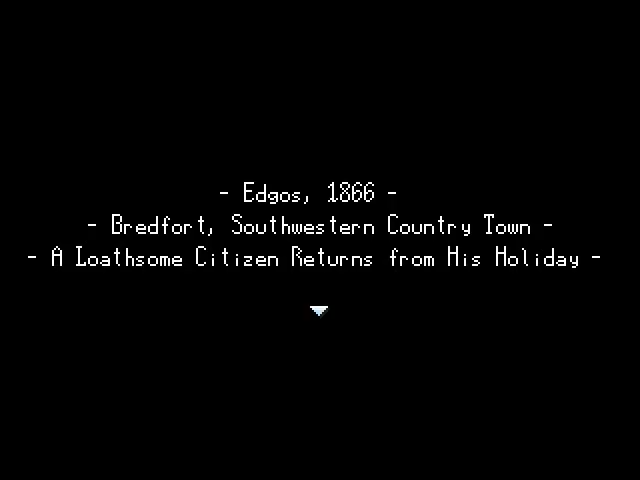 - Edgos, 1866 -
- Bredfort, Southwestern Country Town -
- A Loathsome Citizen Returns from His Holiday -